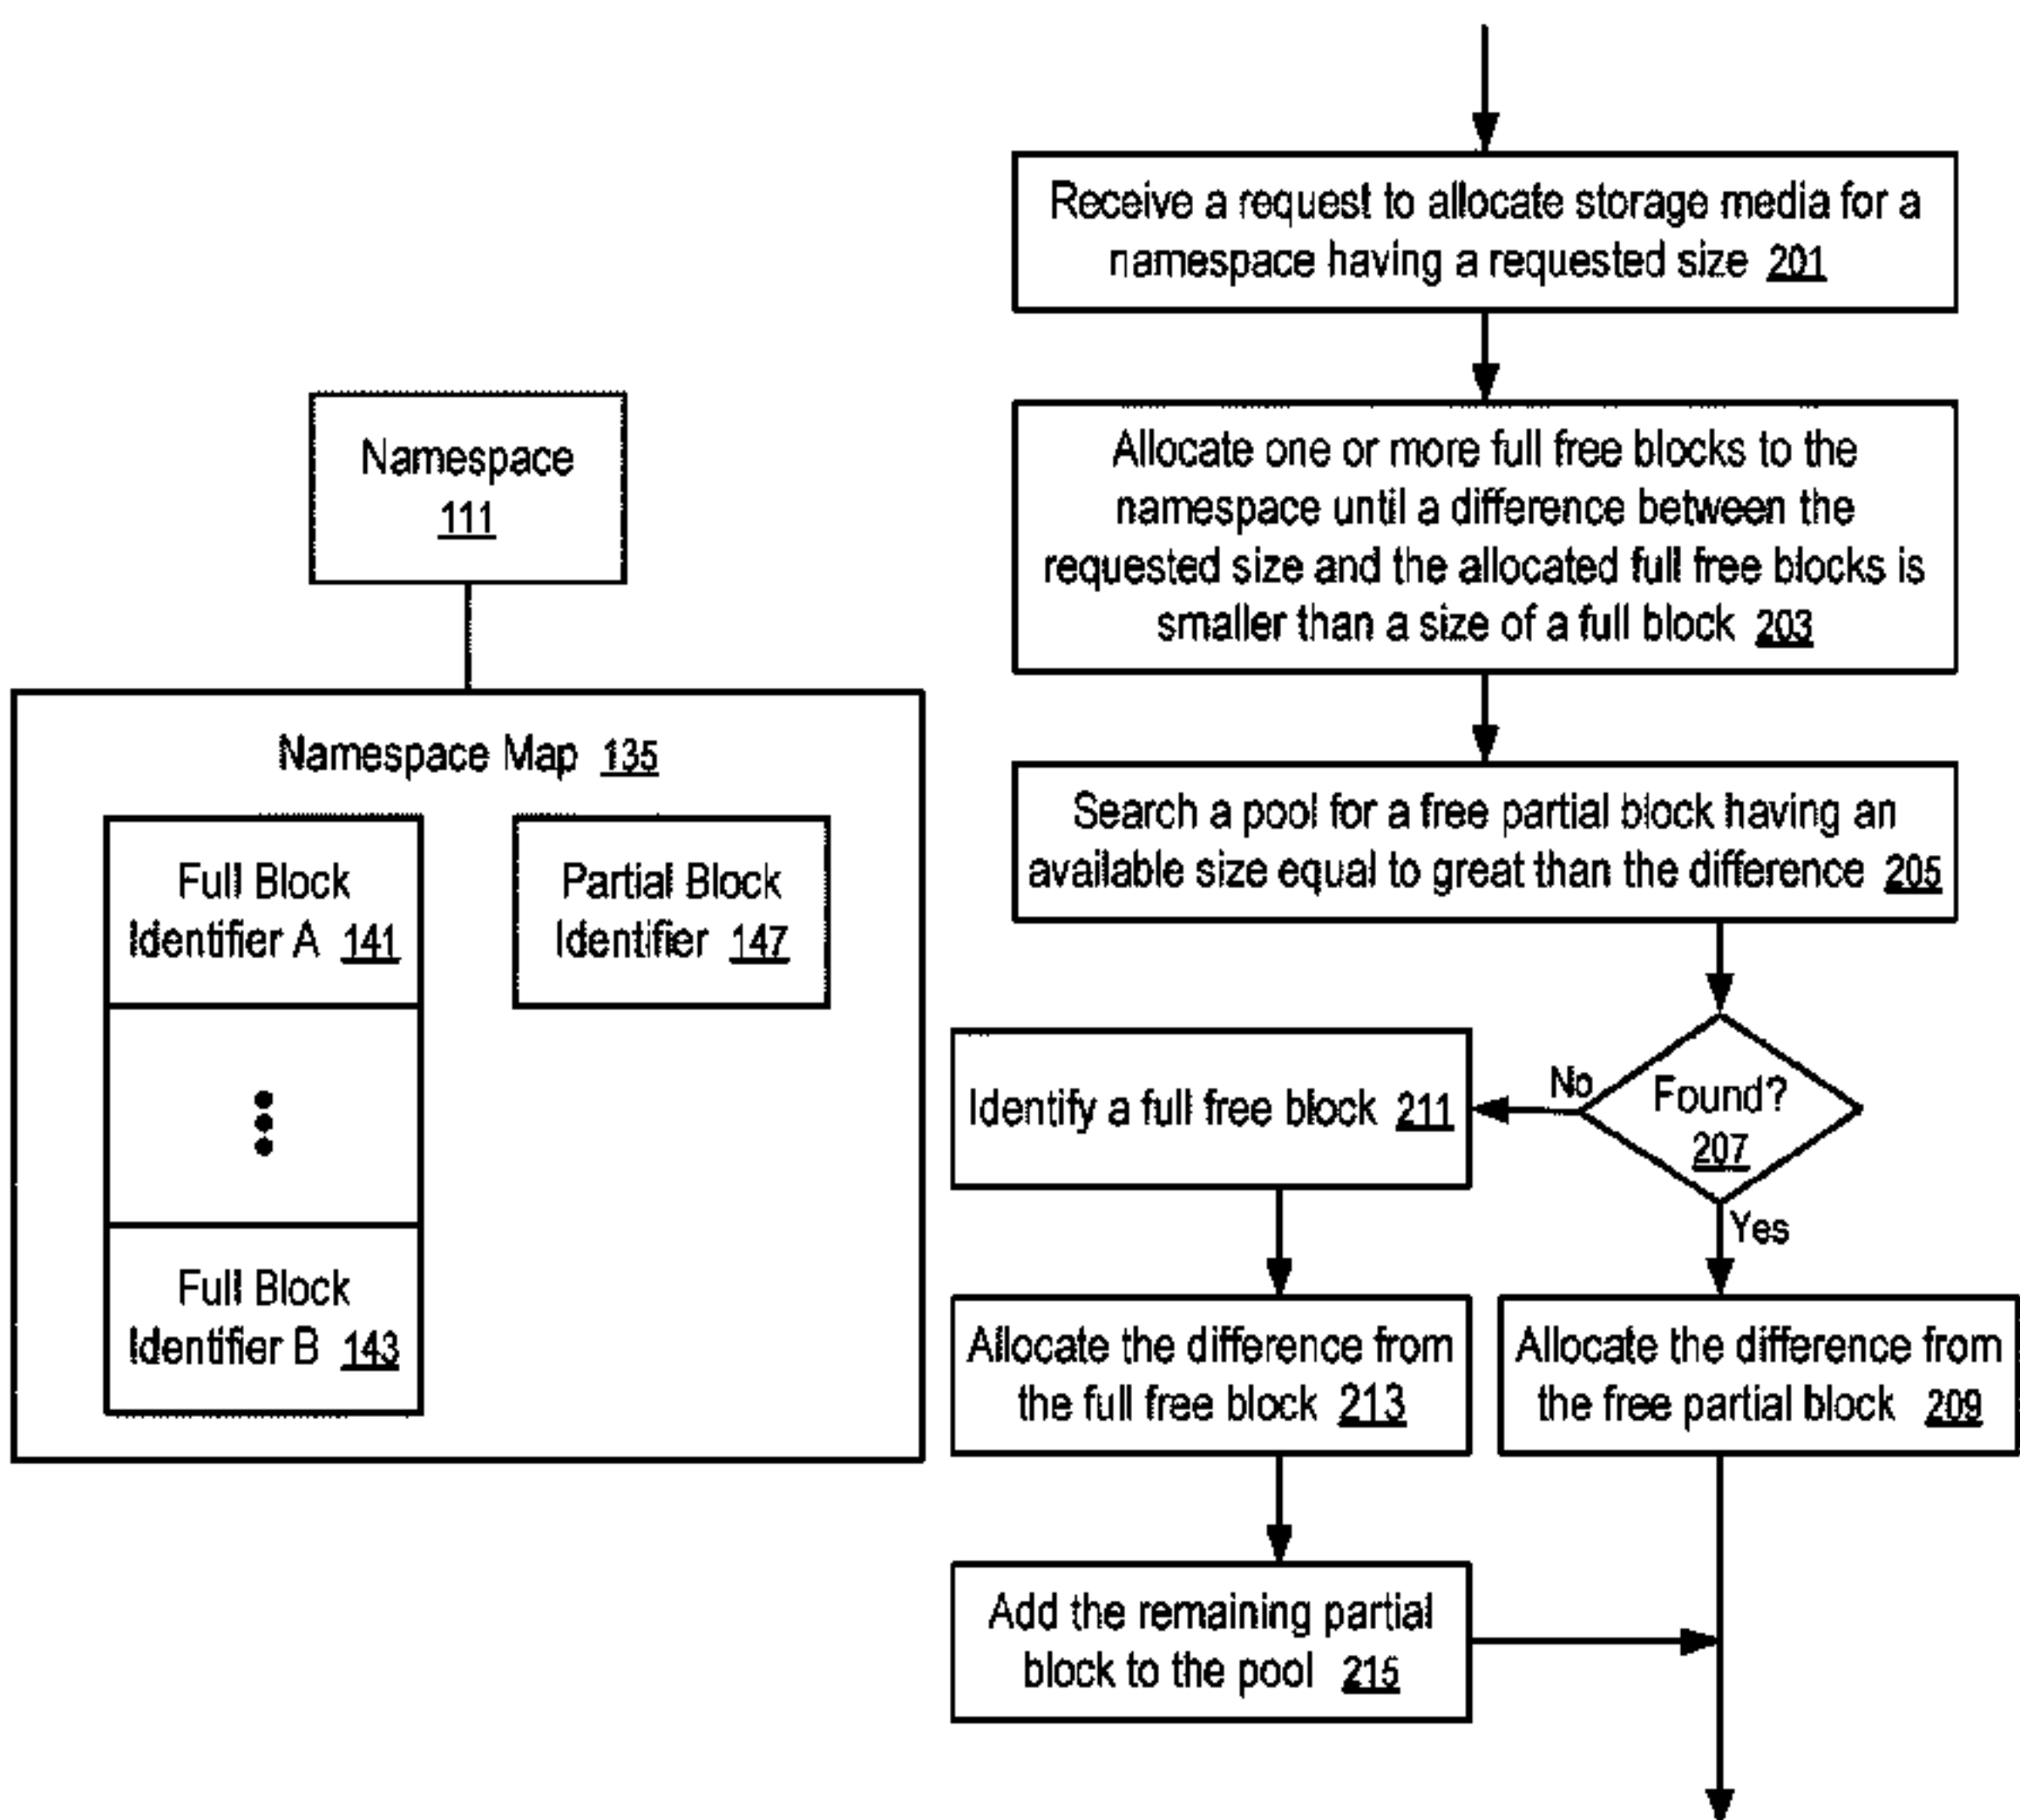 Namespace
111
Namespace Map 135
Full Block
Identifier A 141
Partial Block
Identifier 147
Full Block
Identifier B 143
Receive a request to allocate storage media for a
namespace having a requested size 201
Allocate one or more full free blocks to the
namespace until a difference between the
requested size and the allocated full free blocks is
smaller than a size of a full block 203
Search a pool for a free partial block having an
available size equal to great than the difference 205
Found?
207
No
Yes
Identify a full free block 211
Allocate the difference from
the full free block 213
Allocate the difference from
the free partial block 209
Add the remaining partial
block to the pool 215